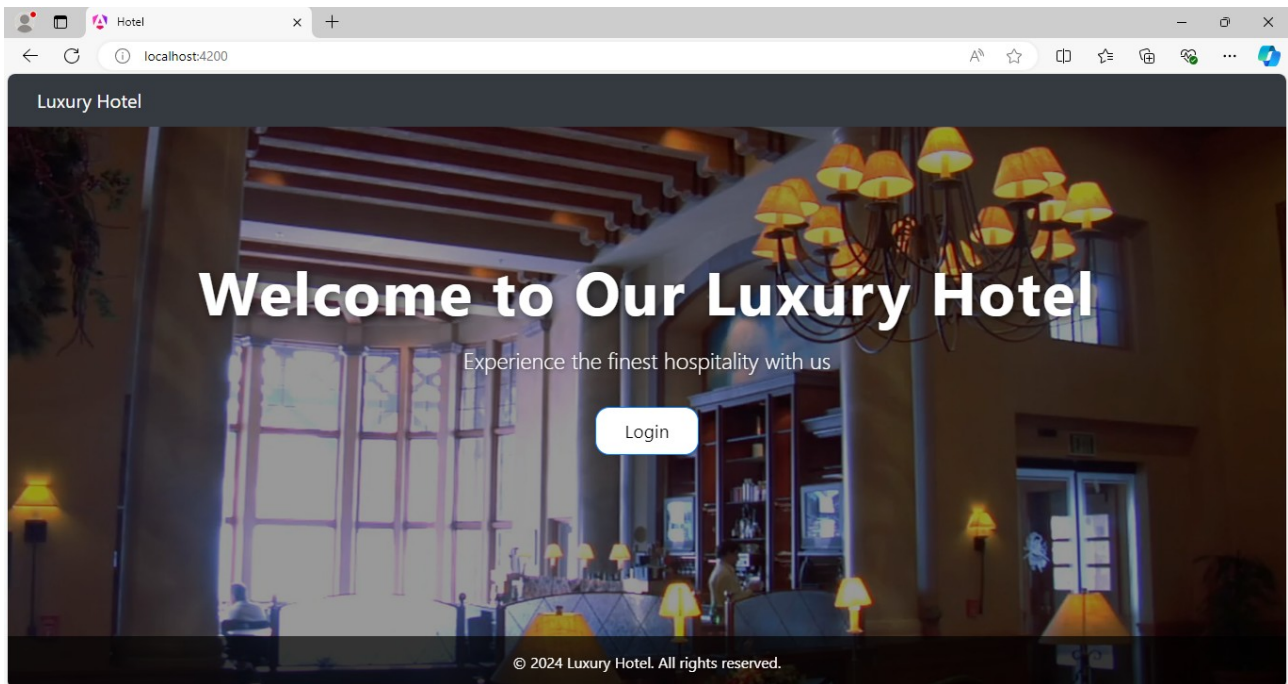 Hotel
localhost:4200
Luxury Hotel
Welcome to Our Luxury Hotel
Experience the finest hospitality with us
Login
© 2024 Luxury Hotel. All rights reserved.